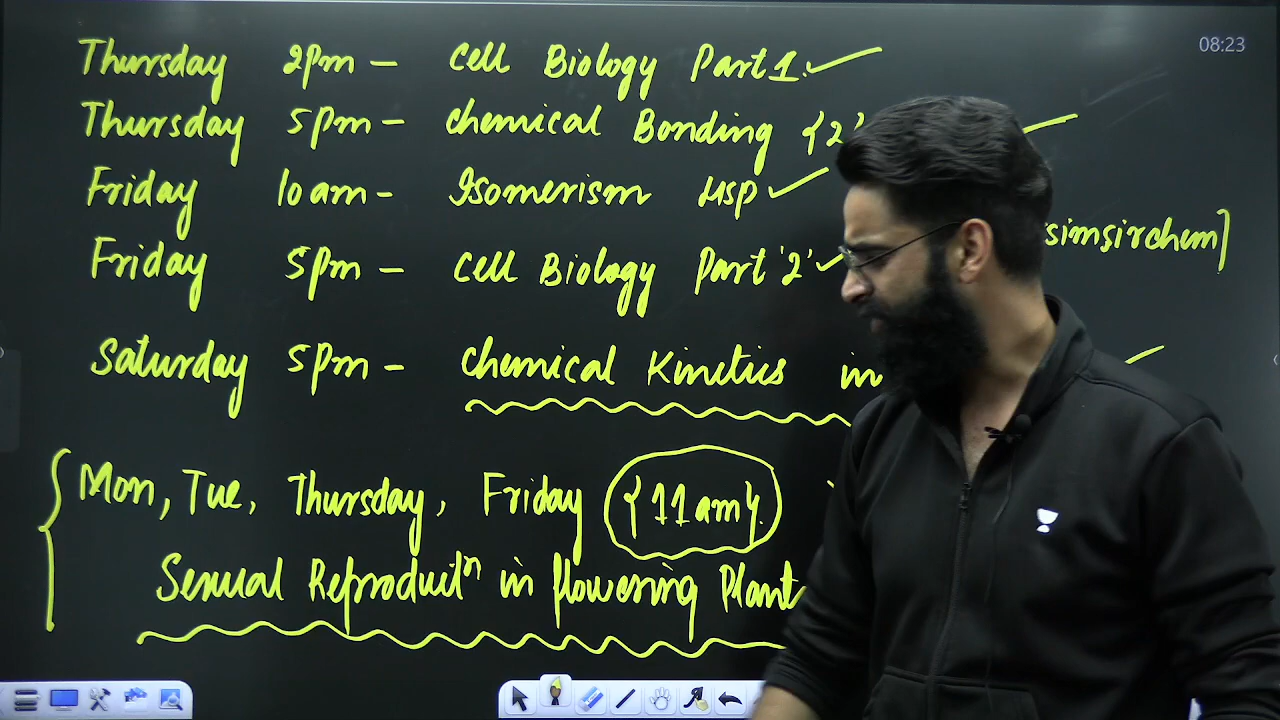 08:23
Thursday 2pm - Cell Biology Part 1.
Thursday 5pm - chemical Bonding {2}
Friday 10am - Isomerism
simsirchem]
Friday 5pm - Cell Biology Part '2'
Saturday 5pm - chemical Kinetics in
Mon, Tue, Thursday, Friday {11am}.
Sexual Reproductn in flowering Plant